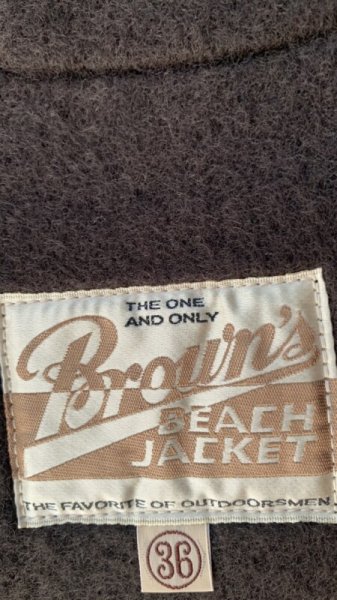 THE ONE
AND ONLY
Brown's
BEACH
JACKET
THE FAVORITE OF OUTDOORSMEN
36